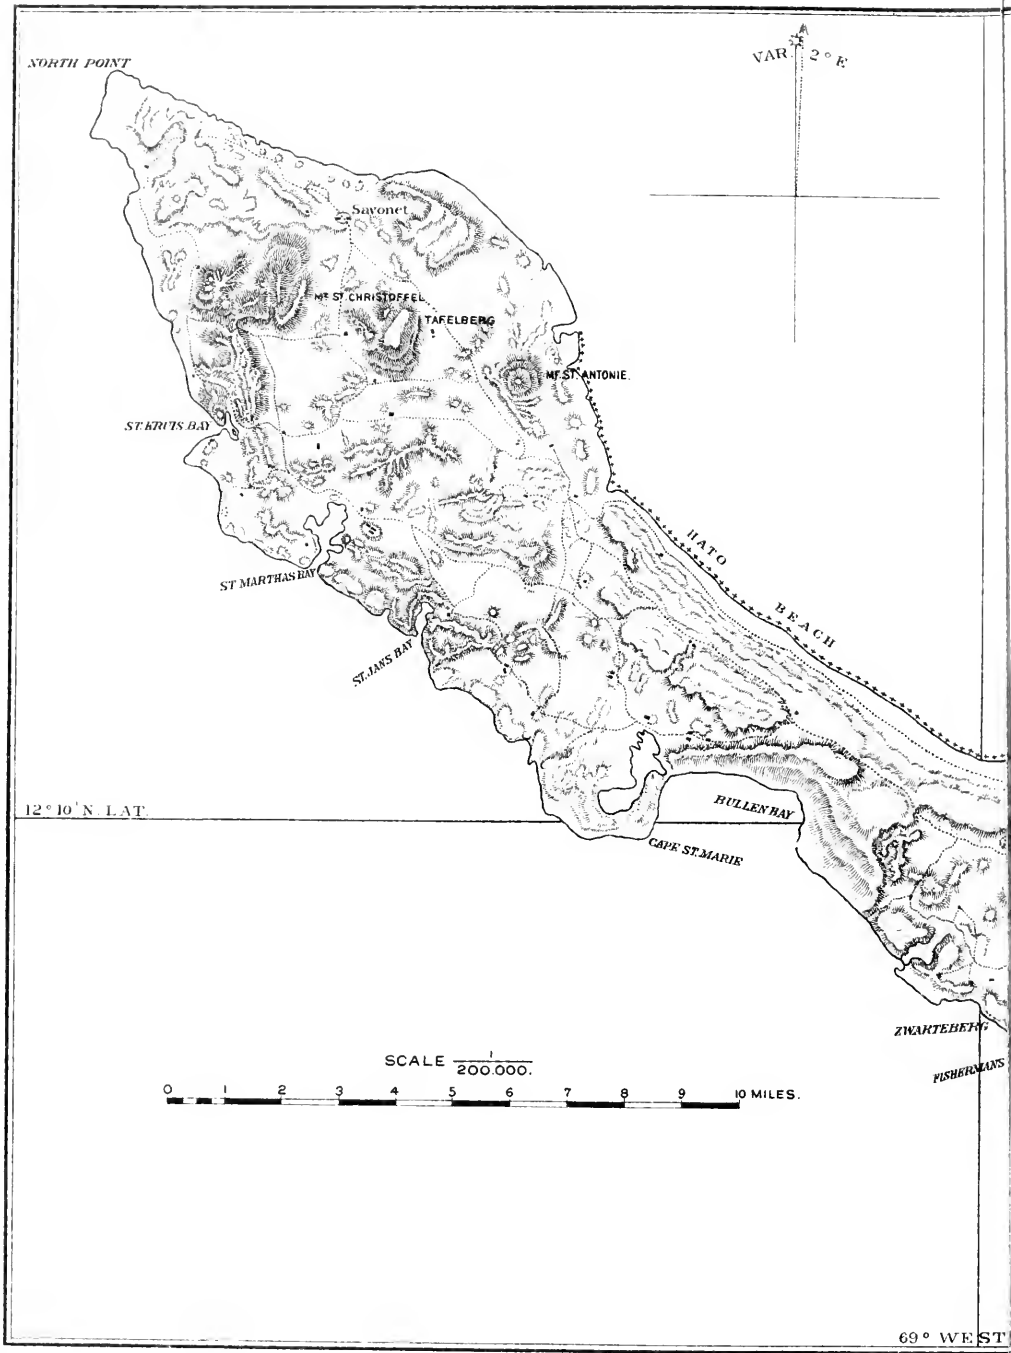 NORTH POINT
VAR. 2° E
Savonet
MT. ST. CHRISTOFFEL
TAFELBERG
MT. ST. ANTONIE.
ST. KRUIS BAY
HATO BEACH
ST MARTHAS BAY
ST. JANS BAY
12° 10' N. LAT.
BULLEN BAY
CAPE ST. MARIE
ZWARTEBERG
FISHERMANS
SCALE 1
200.000.
0 1 2 3 4 5 6 7 8 9 10 MILES.
69° WEST